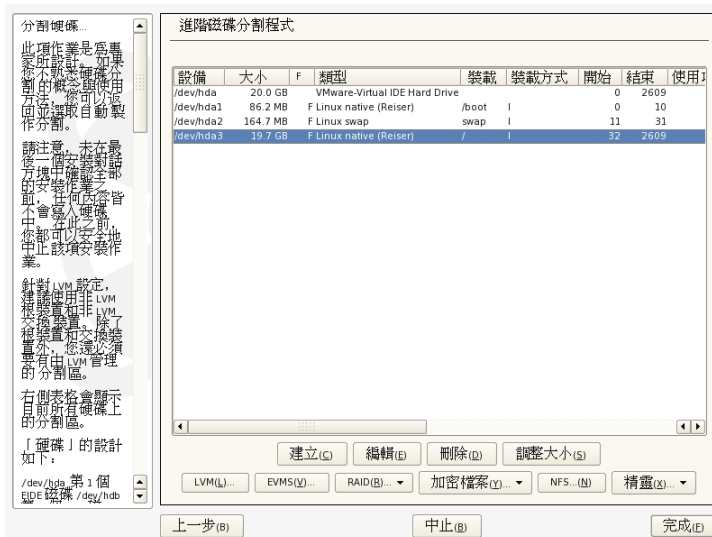 分割硬碟...
此項作業是為專
家所設計。如果
您不熟悉硬碟分
割的概念與使用
方法，您可以返
回並選取自動製
作分割。
請注意，未在最
後一個安裝對話
方塊中確認全部
的安裝作業之
前，任何內容皆
不會寫入硬碟
中。在此之前，
您都可以安全地
中止該項安裝作
業。
針對 LVM 設定，
建議使用非 LVM
根裝置和非 LVM
交換裝置。除了
根裝置和交換裝
置外，您還必須
要有由 LVM 管理
的分割區。
右側表格會顯示
目前所有硬碟上
的分割區。
「硬碟」的設計
如下：
/dev/hda 第 1 個
EIDE 磁碟 /dev/hdb
進階磁碟分割程式
設備 大小 F 類型 裝載 裝載方式 開始 結束 使用
/dev/hda 20.0 GB VMware-Virtual IDE Hard Drive 0 2609
/dev/hda1 86.2 MB F Linux native (Reiser) /boot I 0 10
/dev/hda2 164.7 MB F Linux swap swap I 11 31
/dev/hda3 19.7 GB F Linux native (Reiser) / I 32 2609
建立(C) 編輯(E) 刪除(D) 調整大小(S)
LVM(L)... EVMS(V)... RAID(R)... 加密檔案(Y)... NFS...(N) 精靈(X)...
上一步(B) 中止(B) 完成(F)